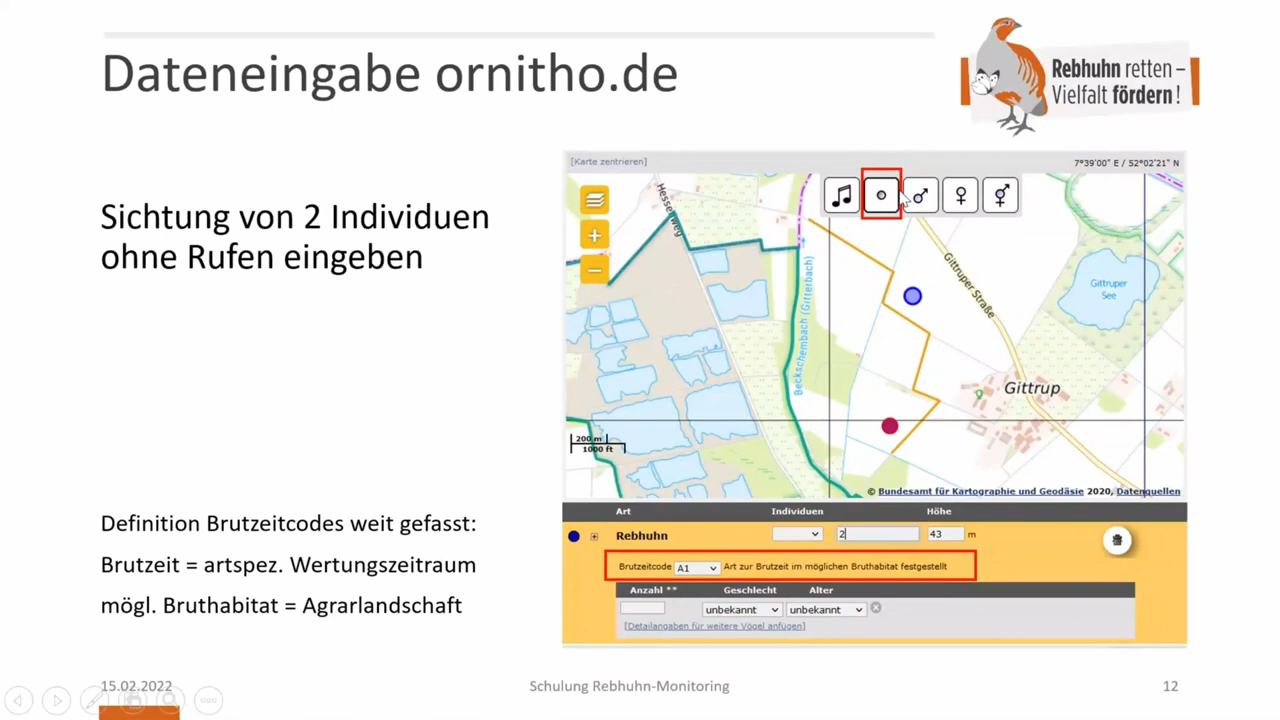 Dateneingabe ornitho.de
Rebhuhn retten –
Vielfalt fördern!
Sichtung von 2 Individuen
ohne Rufen eingeben
Definition Brutzeitcodes weit gefasst:
Brutzeit = artspez. Wertungszeitraum
mögl. Bruthabitat = Agrarlandschaft
[Karte zentrieren]
7°39'00" E / 52°02'21" N
Hessenweg
Beckschembach (Gitterbach)
Gittruper Straße
Gittruper
See
Gittrup
200 m
1000 ft
© Bundesamt für Kartographie und Geodäsie 2020, Datenquellen
Art Individuen Höhe
Rebhuhn 2 43 m
Brutzeitcode A1 Art zur Brutzeit im möglichen Bruthabitat festgestellt
Anzahl ** Geschlecht Alter
unbekannt unbekannt
[Detailangaben für weitere Vögel anfügen]
15.02.2022
Schulung Rebhuhn-Monitoring
12